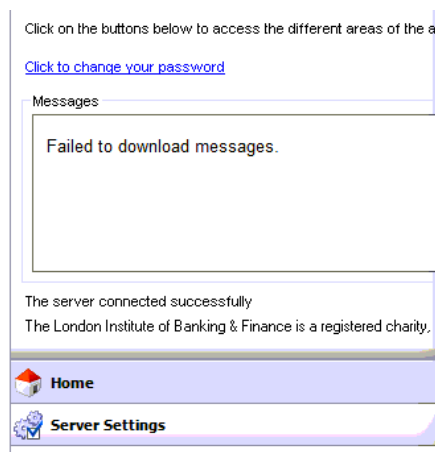 Click on the buttons below to access the different areas of the a
Click to change your password
Messages
Failed to download messages.
The server connected successfully
The London Institute of Banking & Finance is a registered charity,
Home
Server Settings